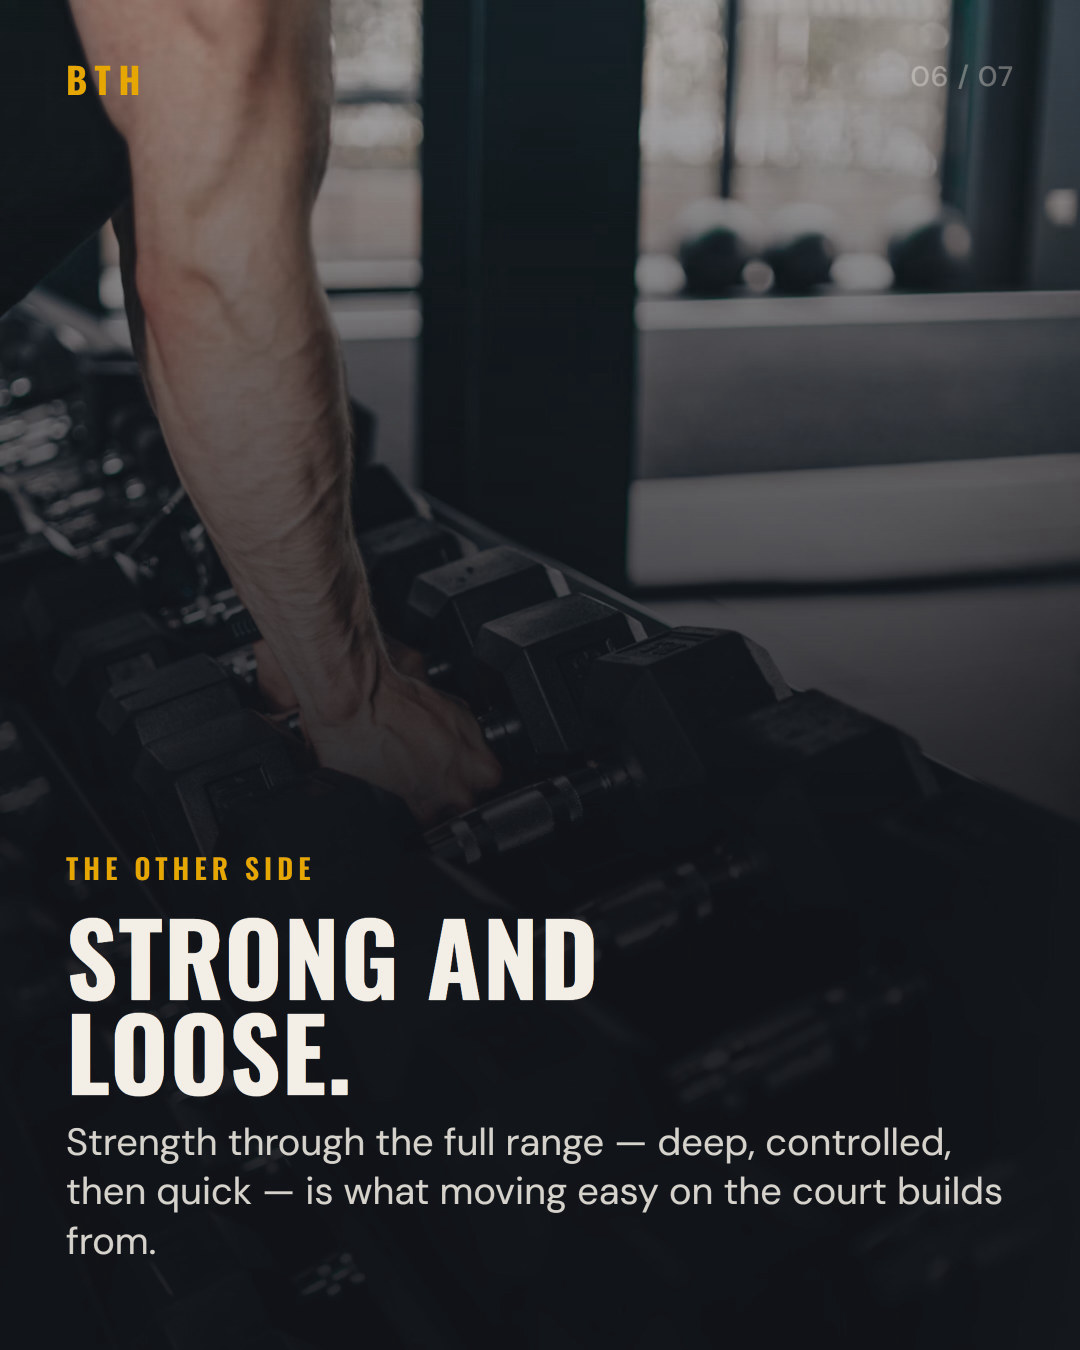 BTH
06 / 07
THE OTHER SIDE
STRONG AND
LOOSE.
Strength through the full range — deep, controlled,
then quick — is what moving easy on the court builds
from.